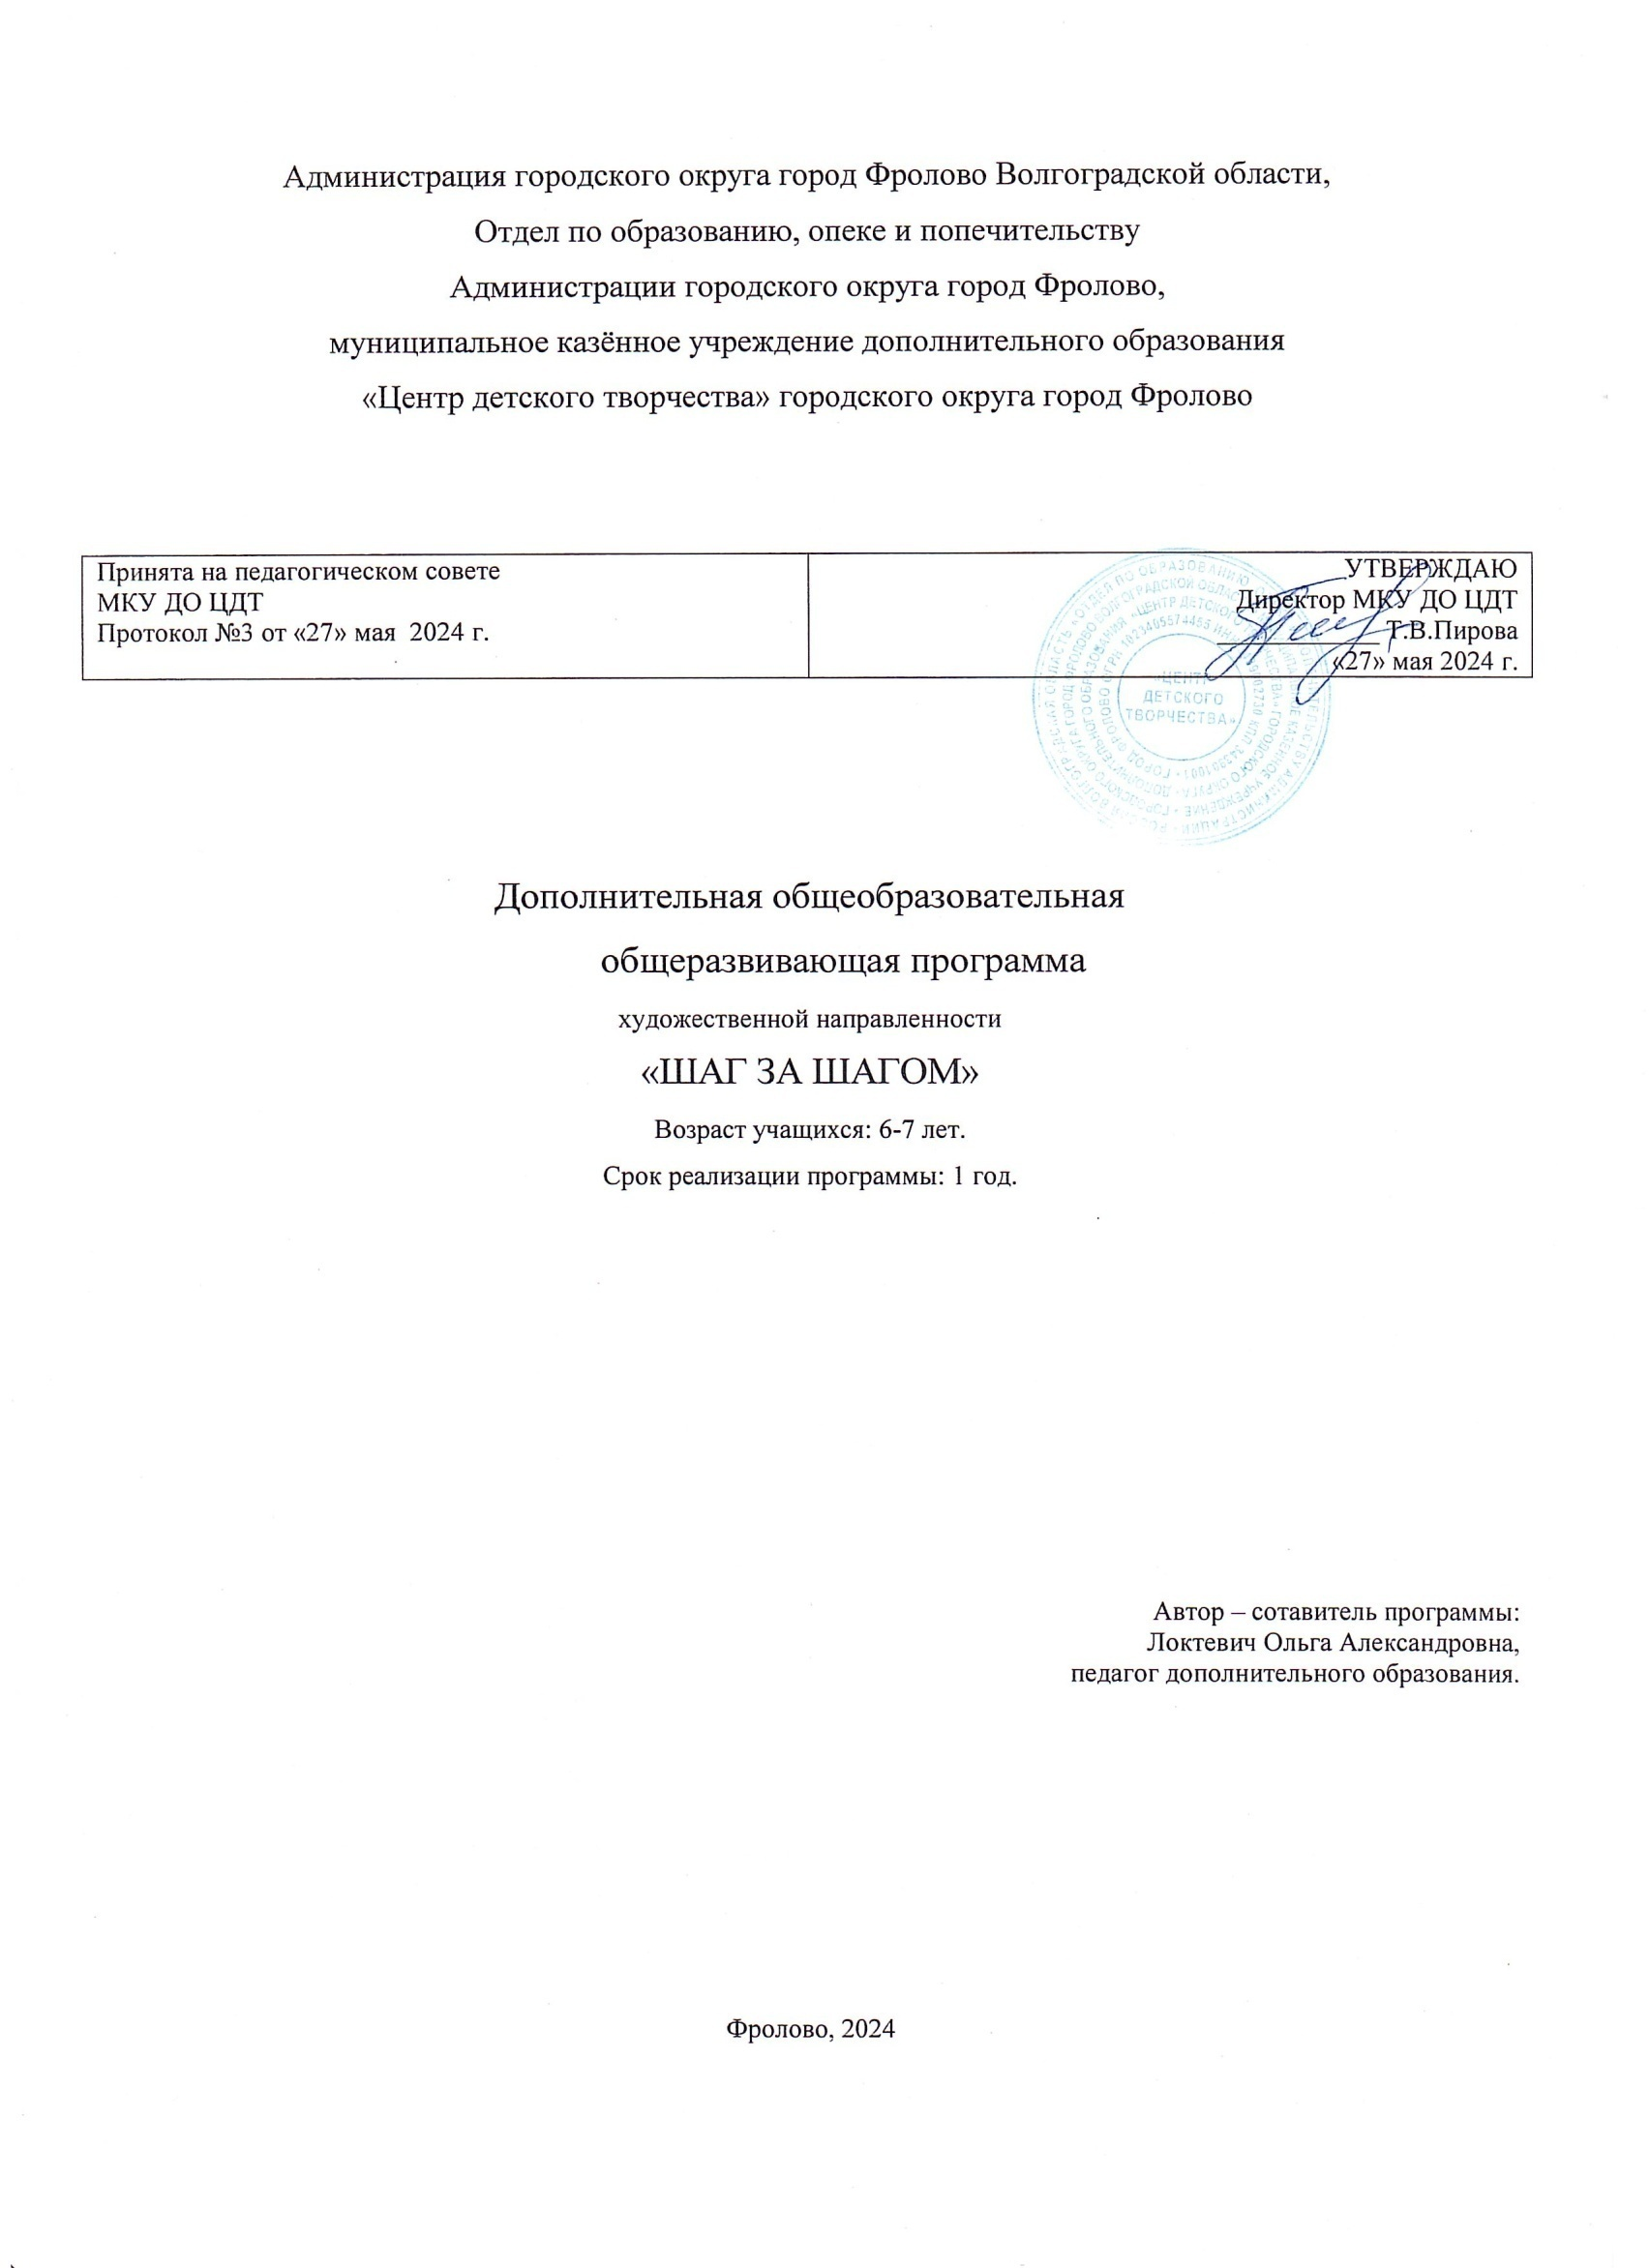 Администрация городского округа город Фролово Волгоградской области,
Отдел по образованию, опеке и попечительству
Администрации городского округа город Фролово,
муниципальное казённое учреждение дополнительного образования
«Центр детского творчества» городского округа город Фролово
Принята на педагогическом совете
МКУ ДО ЦДТ
Протокол №3 от «27» мая 2024 г.
УТВЕРЖДАЮ
Директор МКУ ДО ЦДТ
Т.В.Пирова
«27» мая 2024 г.
«ЦЕНТР
ДЕТСКОГО
ТВОРЧЕСТВА»
Дополнительная общеобразовательная
общеразвивающая программа
художественной направленности
«ШАГ ЗА ШАГОМ»
Возраст учащихся: 6-7 лет.
Срок реализации программы: 1 год.
Автор – сотавитель программы:
Локтевич Ольга Александровна,
педагог дополнительного образования.
Фролово, 2024